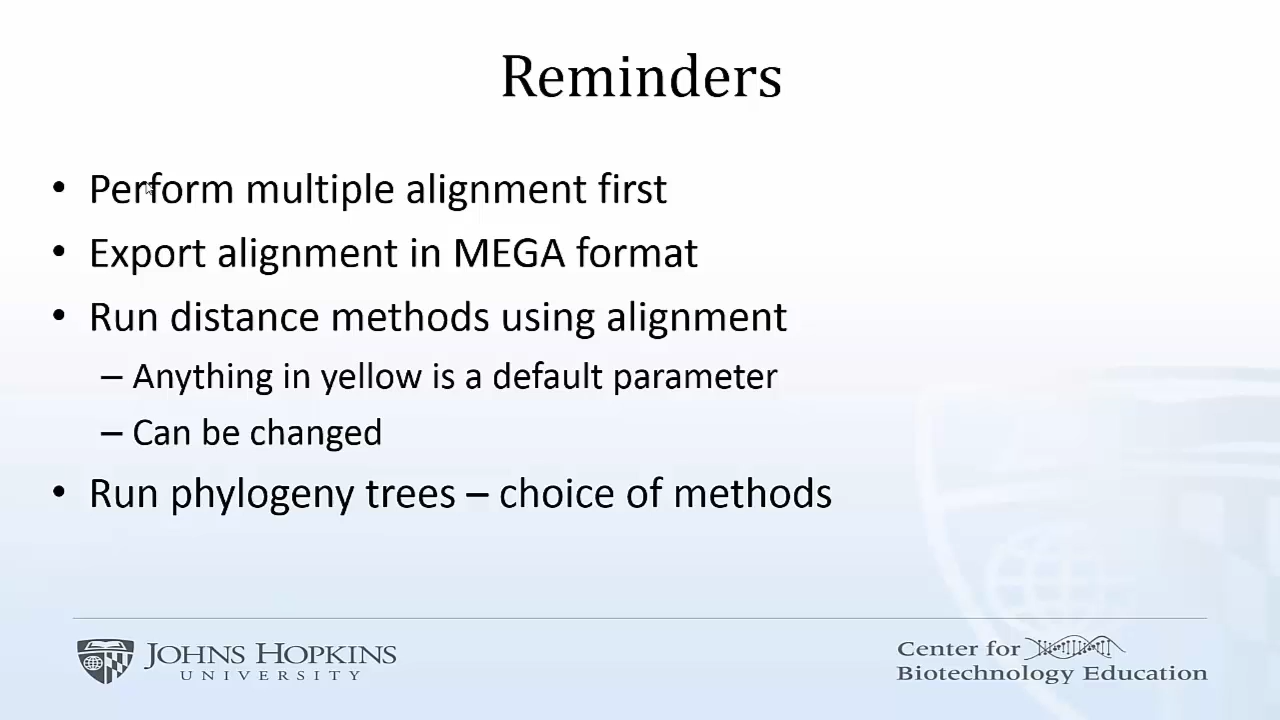 Reminders
• Perform multiple alignment first
• Export alignment in MEGA format
• Run distance methods using alignment
– Anything in yellow is a default parameter
– Can be changed
• Run phylogeny trees – choice of methods
JOHNS HOPKINS
UNIVERSITY
Center for
Biotechnology Education